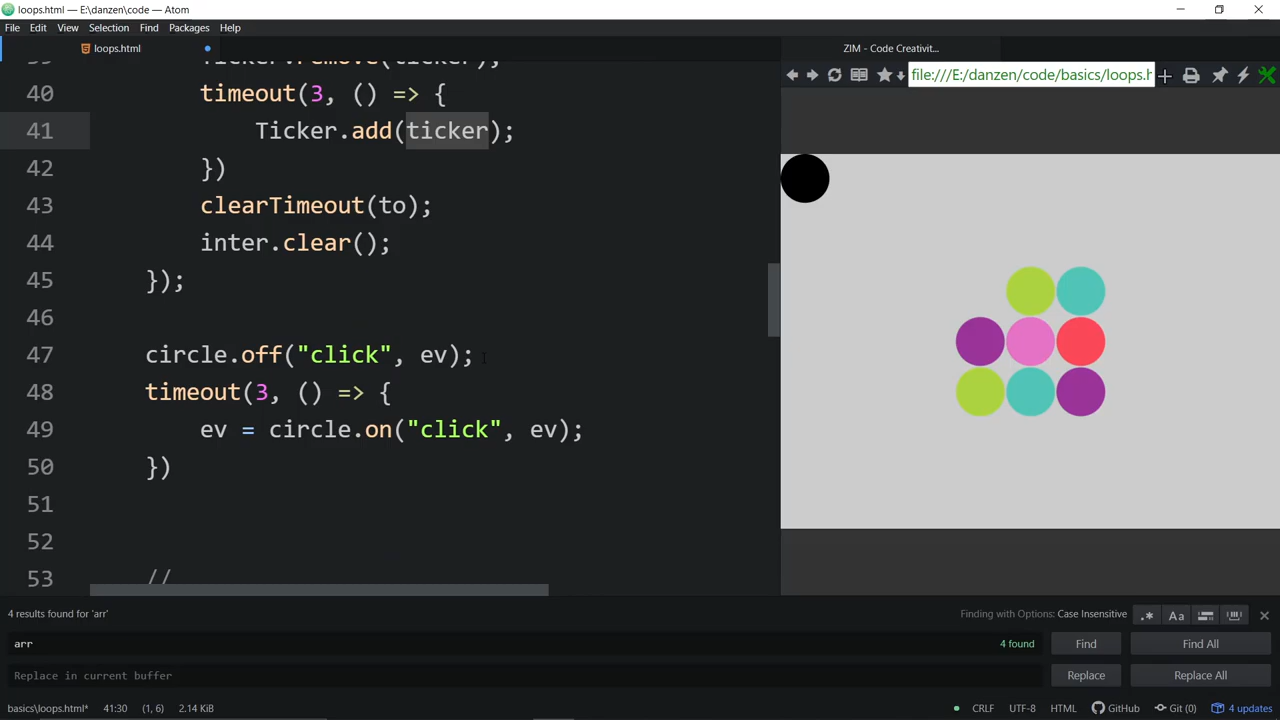 loops.html — E:\danzen\code — Atom
File Edit View Selection Find Packages Help
loops.html
ZIM - Code Creativit...
file:///E:/danzen/code/basics/loops.h
39 Ticker.remove(ticker);
40 timeout(3, () => {
41 Ticker.add(ticker);
42 })
43 clearTimeout(to);
44 inter.clear();
45 });
46
47 circle.off("click", ev);
48 timeout(3, () => {
49 ev = circle.on("click", ev);
50 })
51
52
53 //
4 results found for 'arr'
Finding with Options: Case Insensitive
.* Aa
arr
4 found
Find
Find All
Replace in current buffer
Replace
Replace All
basics\loops.html* 41:30 (1, 6) 2.14 KiB
CRLF UTF-8 HTML GitHub Git (0) 4 updates